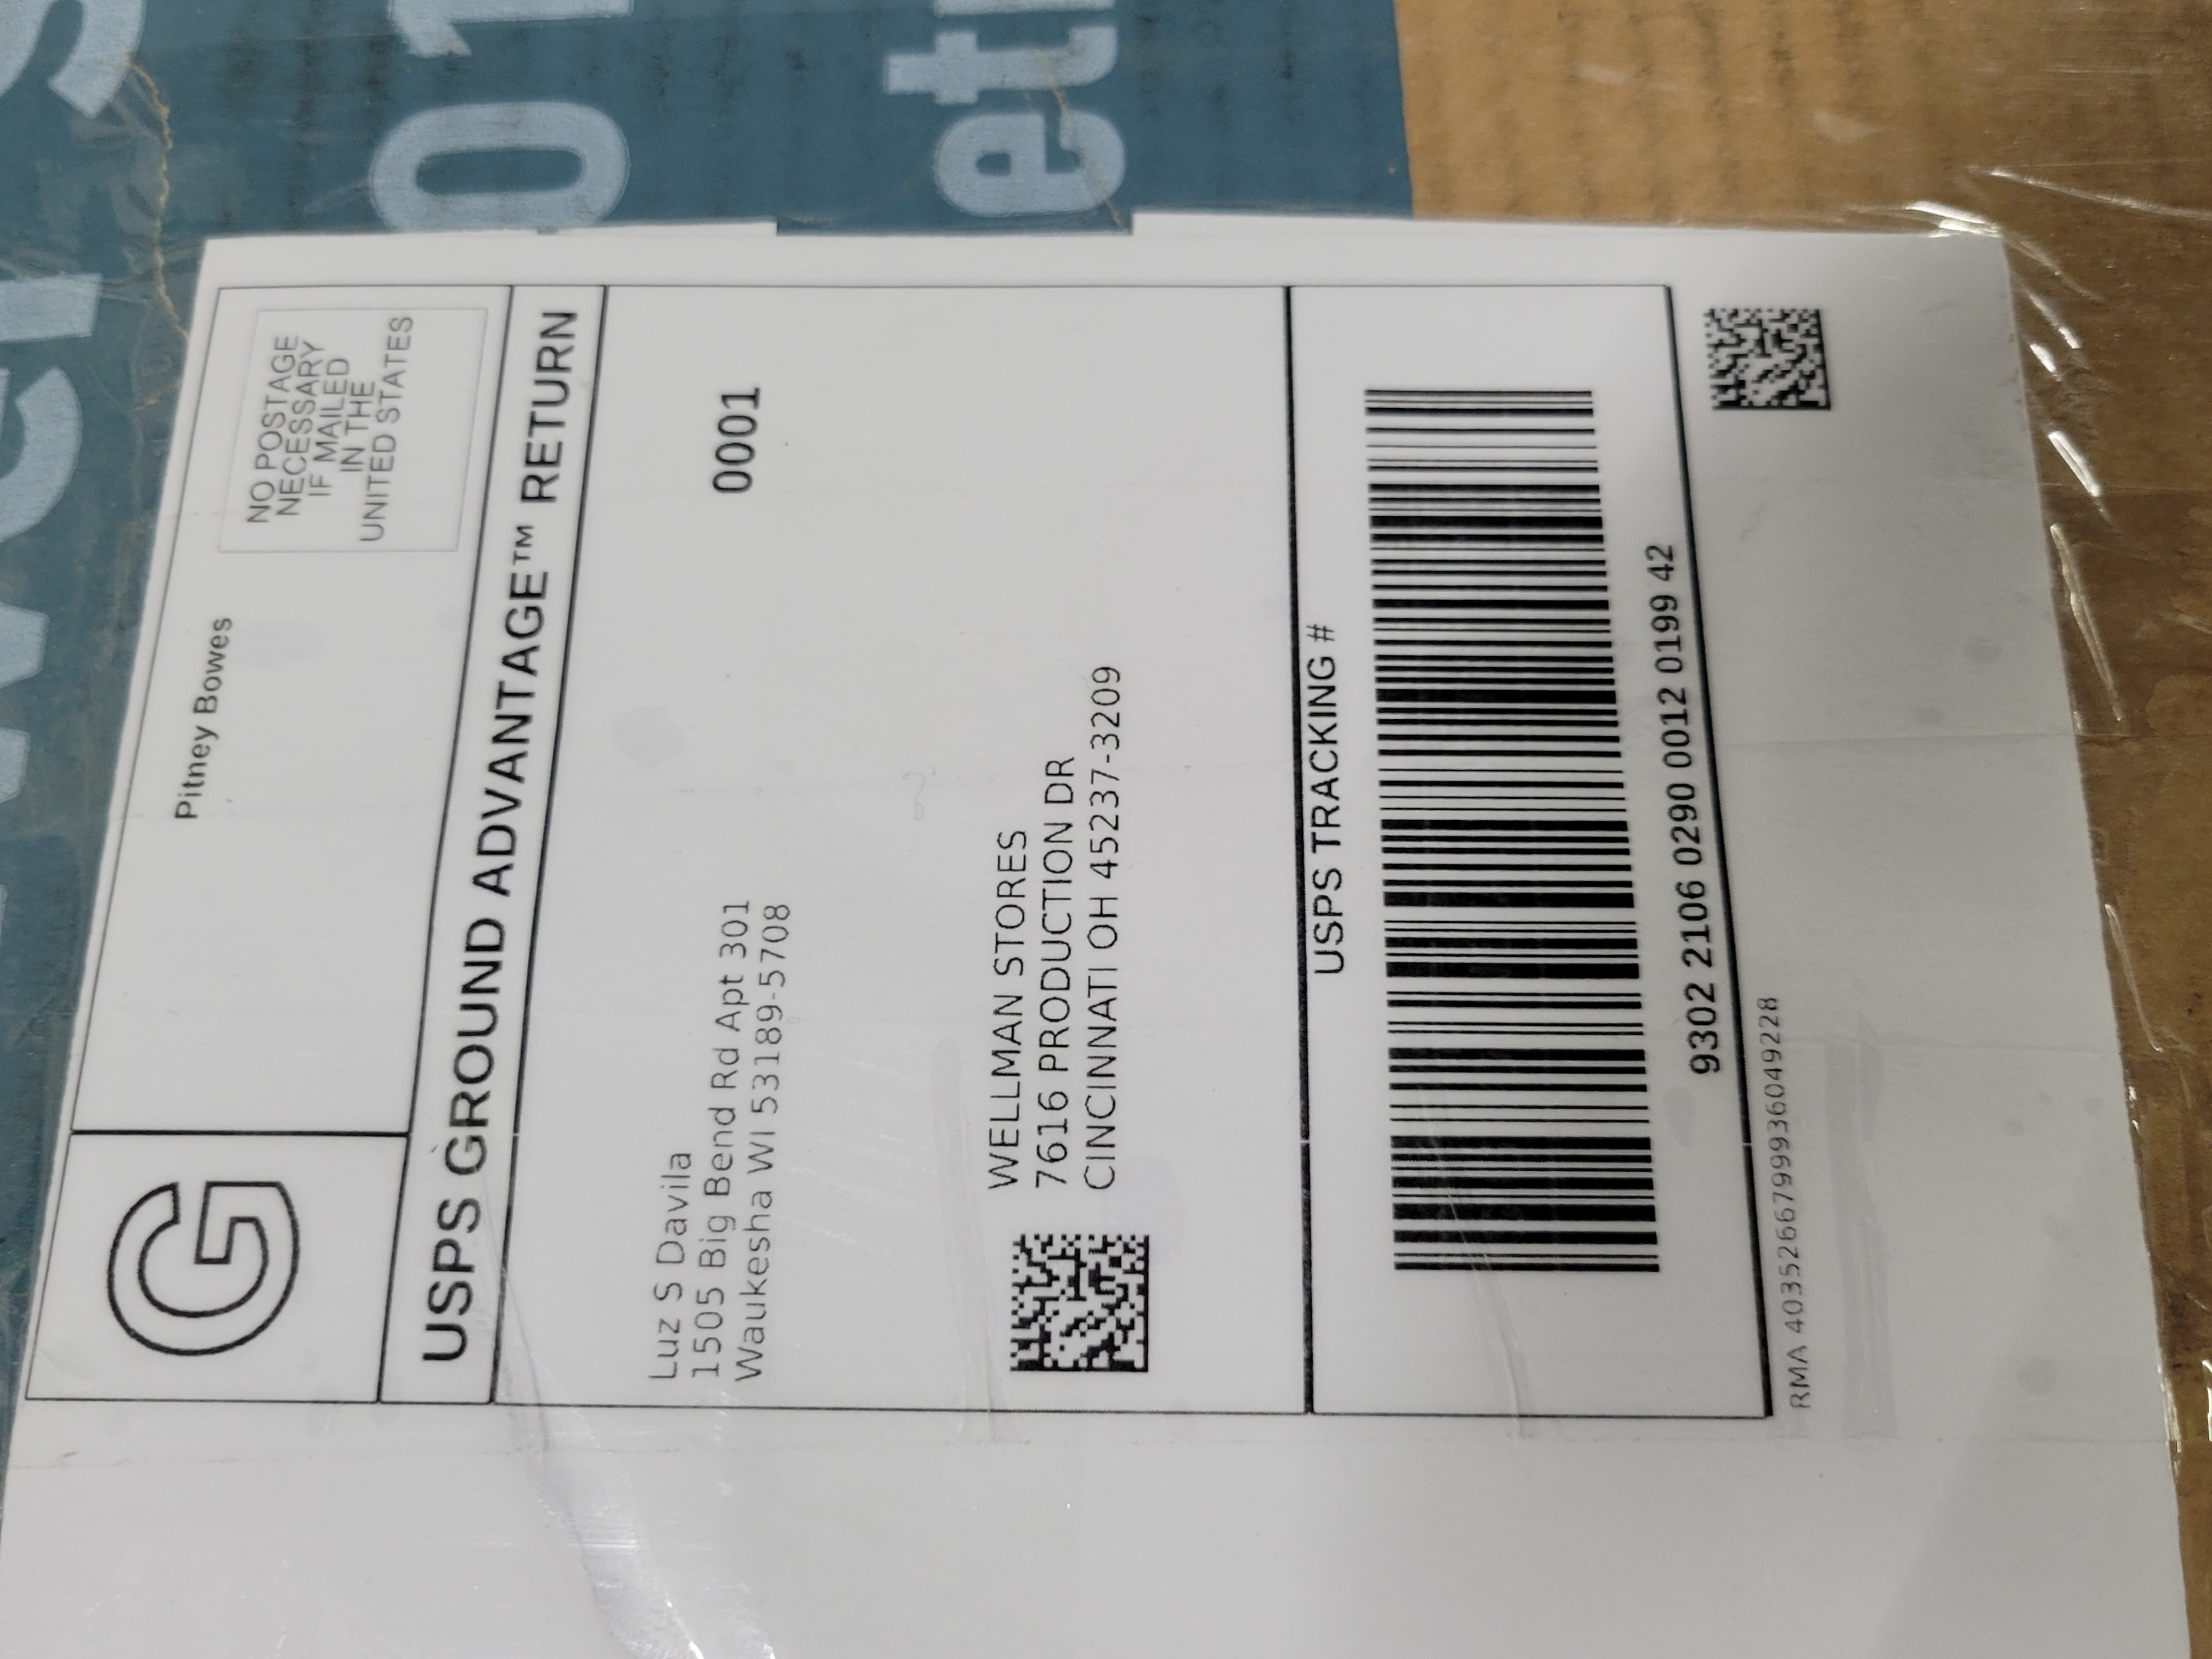 G
Pitney Bowes
NO POSTAGE
NECESSARY
IF MAILED
IN THE
UNITED STATES
USPS GROUND ADVANTAGE™ RETURN
Luz S Davila
1505 Big Bend Rd Apt 301
Waukesha WI 53189-5708
0001
WELLMAN STORES
7616 PRODUCTION DR
CINCINNATI OH 45237-3209
USPS TRACKING #
9302 2106 0290 0012 0199 42
RMA 4035266799936049228